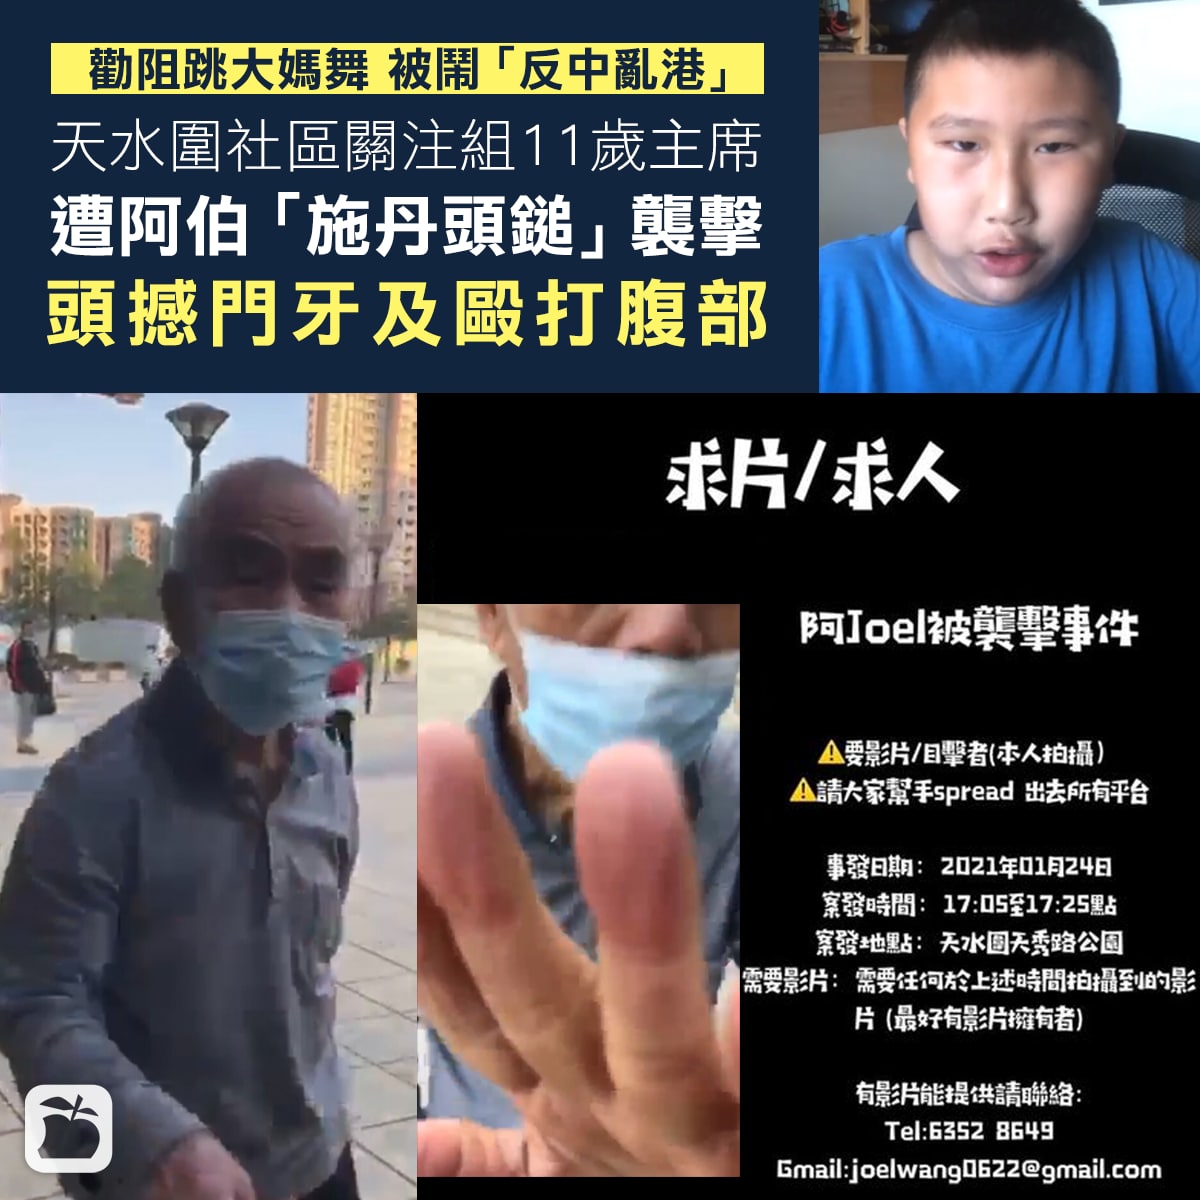 勸阻跳大媽舞 被鬧「反中亂港」
天水圍社區關注組11歲主席
遭阿伯「施丹頭鎚」襲擊
頭撼門牙及毆打腹部
求片/求人
阿Joel被襲擊事件
⚠要影片/目擊者(本人拍攝)
⚠請大家幫手spread 出去所有平台
事發日期： 2021年01月24日
案發時間： 17:05至17:25點
案發地點： 天水圍天秀路公園
需要影片： 需要任何於上述時間拍攝到的影
片 (最好有影片擁有者)
有影片能提供請聯絡:
Tel:6352 8649
Gmail:joelwang0622@gmail.com